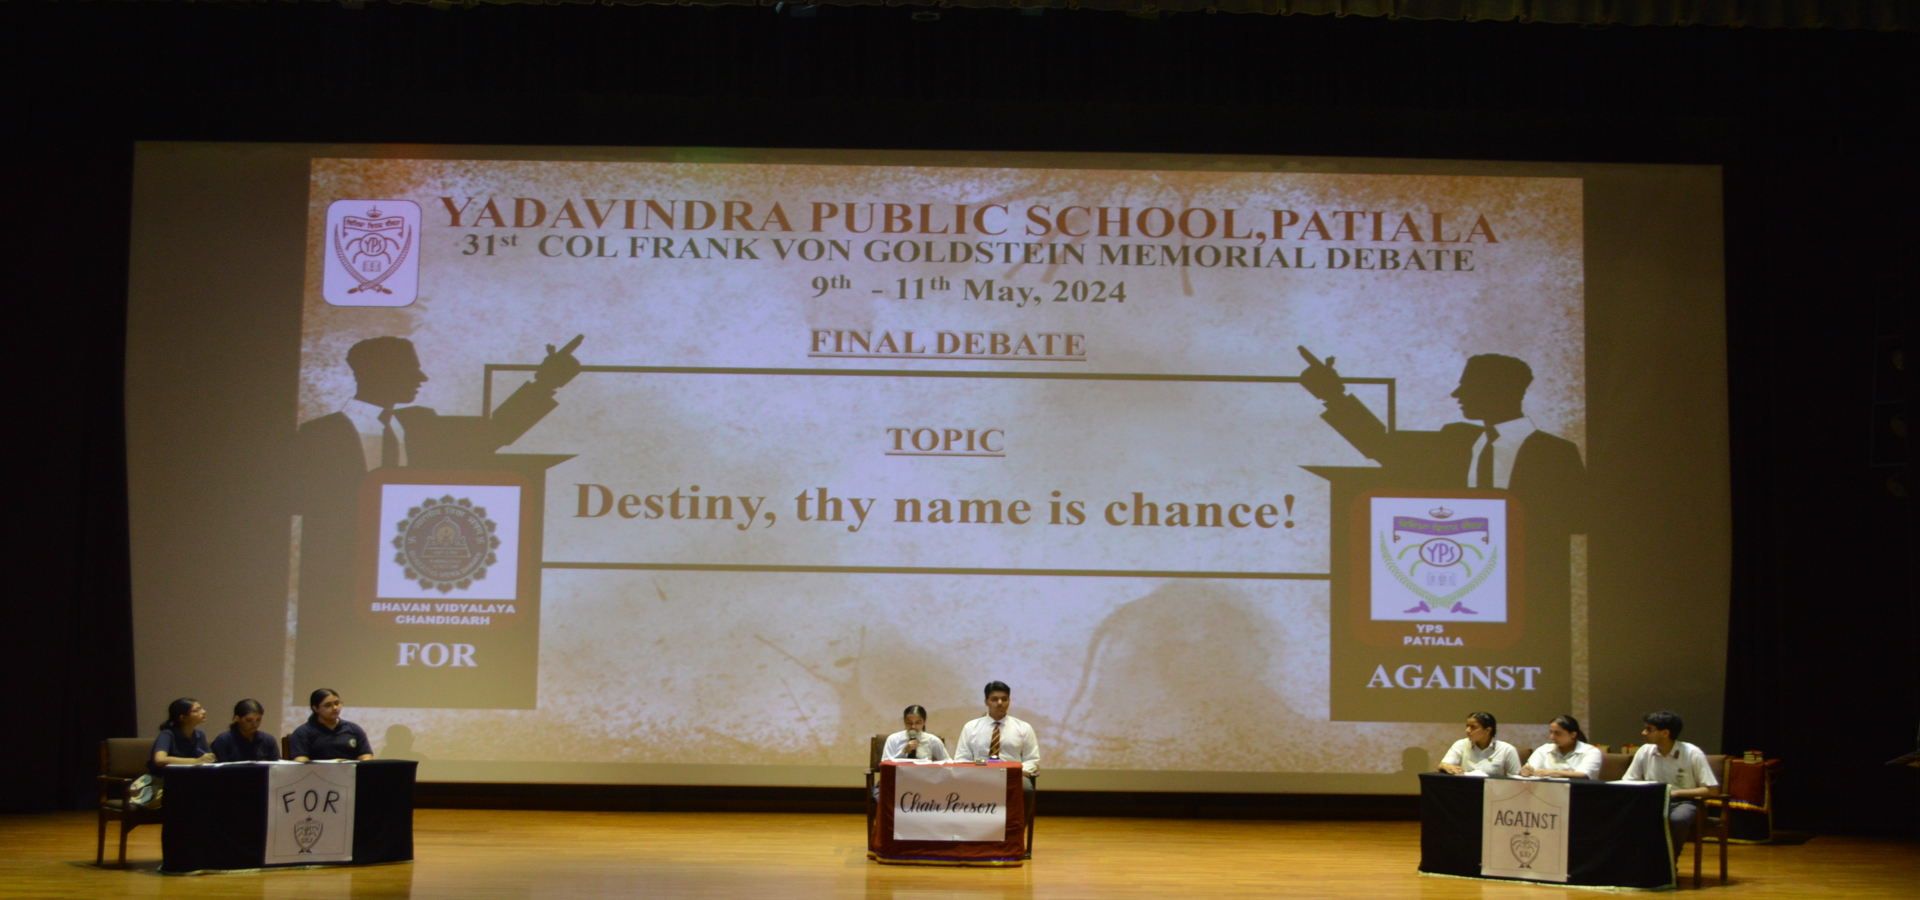 YADAVINDRA PUBLIC SCHOOL,PATIALA
31st COL FRANK VON GOLDSTEIN MEMORIAL DEBATE
9th - 11th May, 2024
FINAL DEBATE
TOPIC
Destiny, thy name is chance!
YPS
BHAVAN VIDYALAYA
CHANDIGARH
FOR
YPS
YPS
PATIALA
AGAINST
FOR
Chair Person
AGAINST